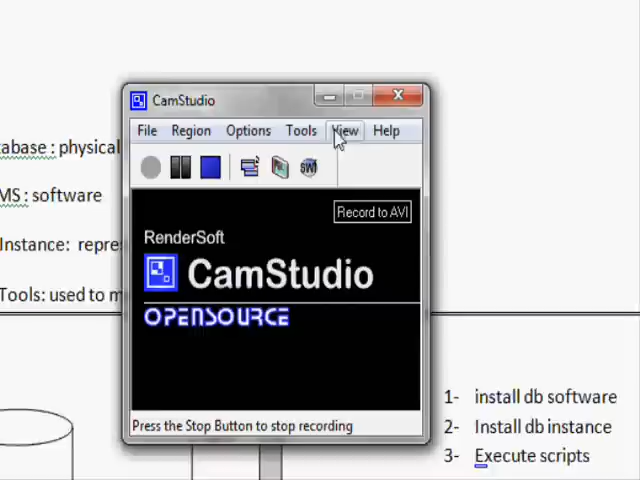 CamStudio
File Region Options Tools View Help
SWF
Record to AVI
RenderSoft
CamStudio
OPENSOURCE
Press the Stop Button to stop recording
tabase : physical
MS : software
Instance: repre
Tools: used to m
1- install db software
2- Install db instance
3- Execute scripts